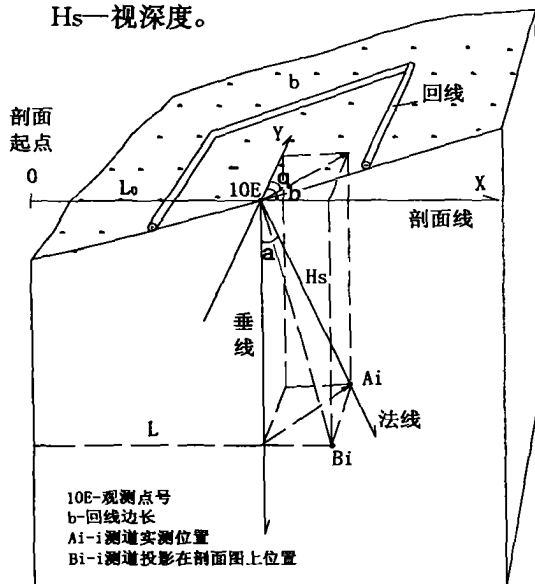 Hs—视深度。
b
回线
剖面
起点
0
L₀
Y
q
b
10E
X
剖面线
a
Hs
垂
线
Ai
法线
L
Bi
10E-观测点号
b-回线边长
Ai-i测道实测位置
Bi-i测道投影在剖面图上位置